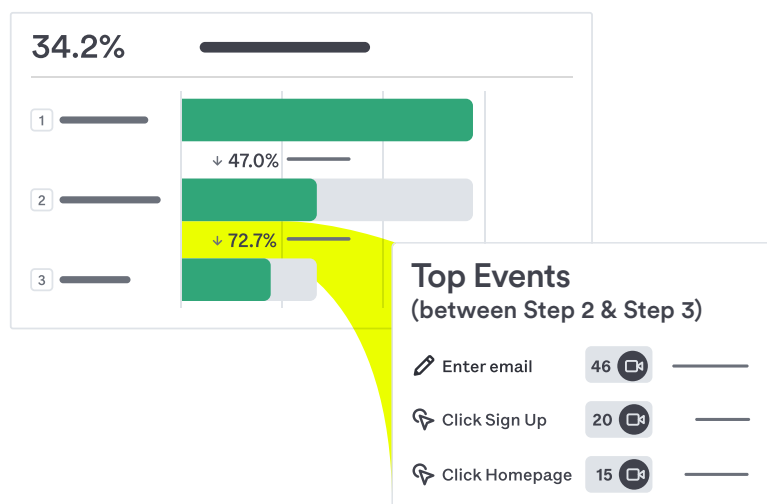 34.2%
1
↓ 47.0%
2
↓ 72.7%
3
Top Events
(between Step 2 & Step 3)
Enter email 46
Click Sign Up 20
Click Homepage 15